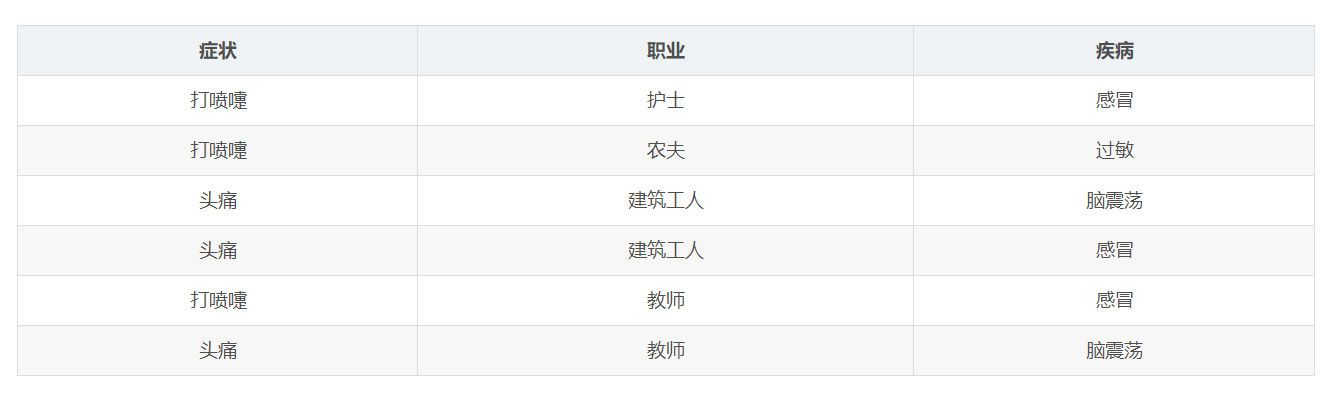 症状 职业 疾病
打喷嚏 护士 感冒
打喷嚏 农夫 过敏
头痛 建筑工人 脑震荡
头痛 建筑工人 感冒
打喷嚏 教师 感冒
头痛 教师 脑震荡